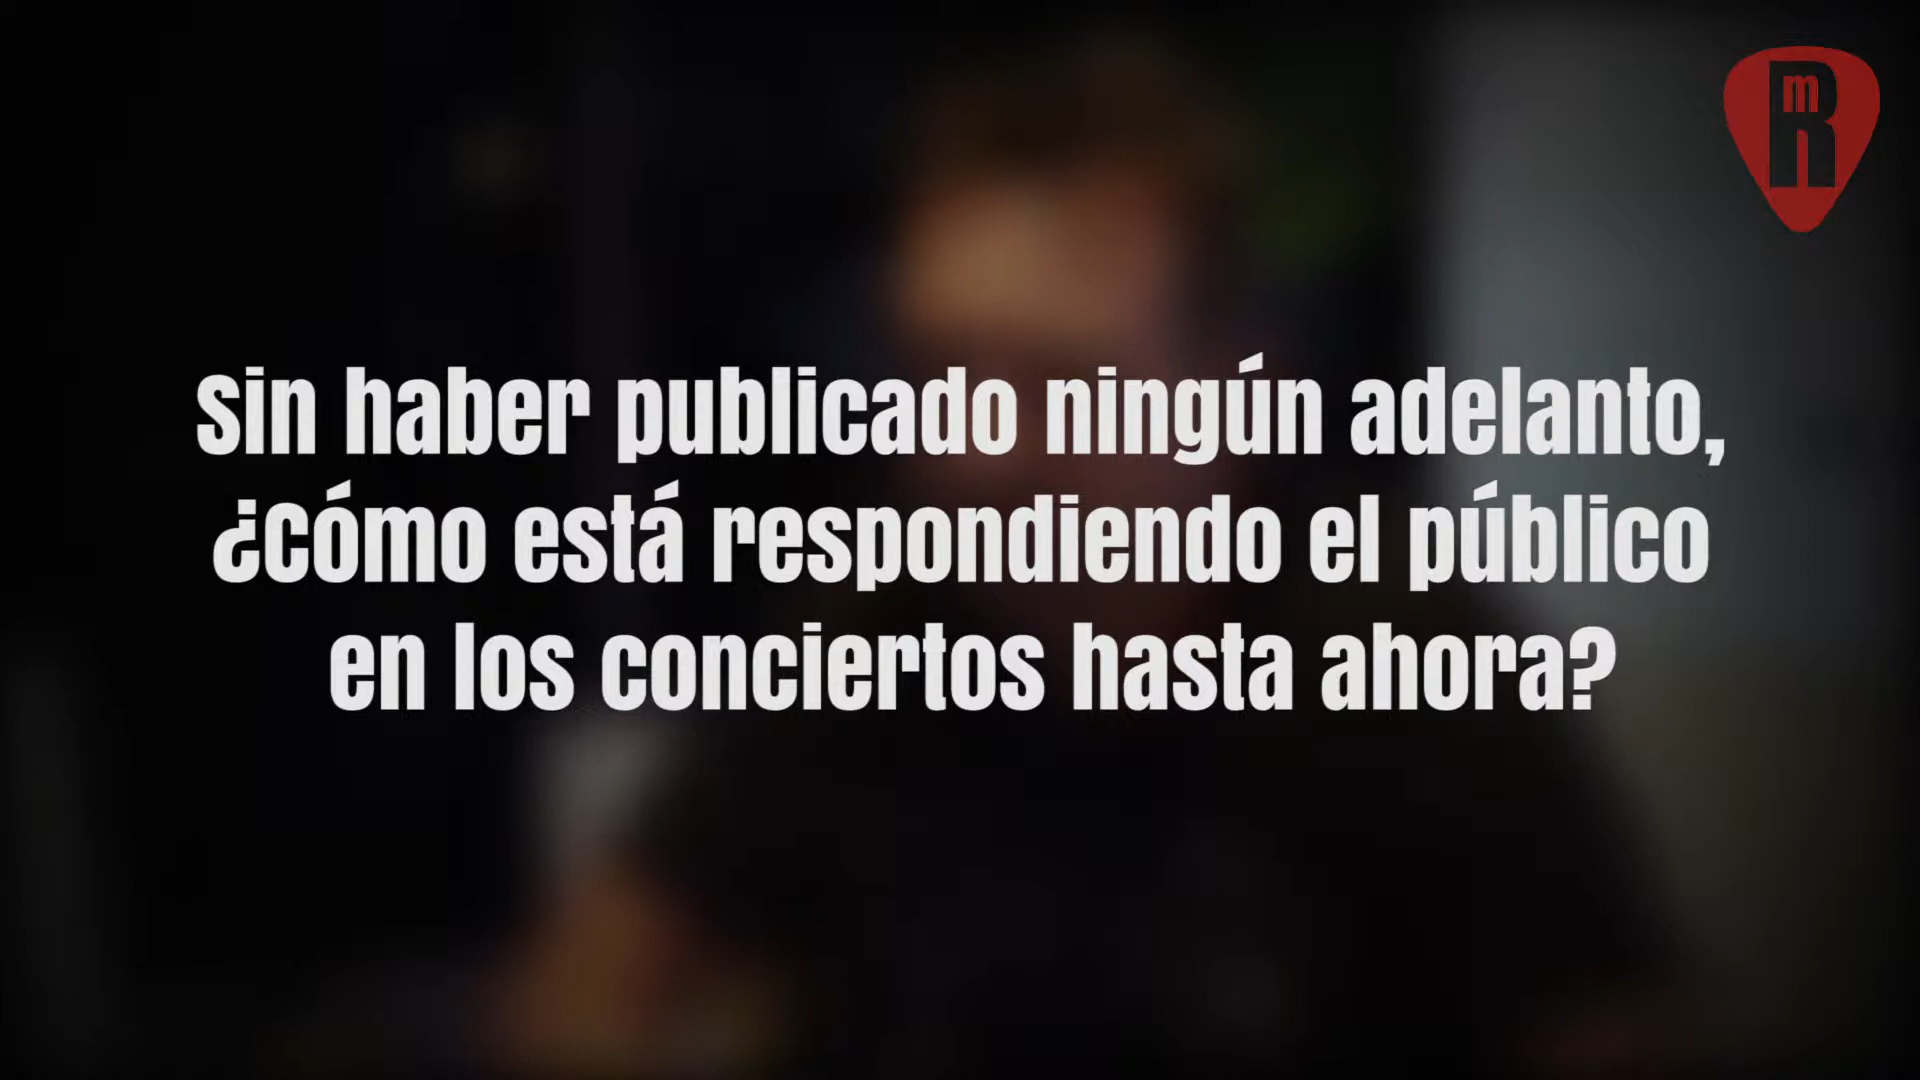 mR
Sin haber publicado ningún adelanto,
¿Cómo está respondiendo el público
en los conciertos hasta ahora?